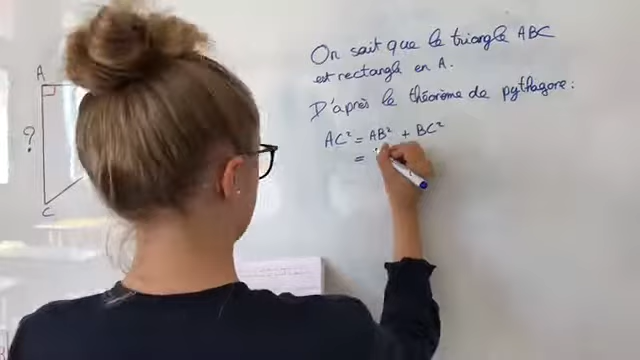 On sait que le triangle ABC
est rectangle en A.
D'après le théorème de pythagore :
AC² = AB² + BC²
=
A
?
C